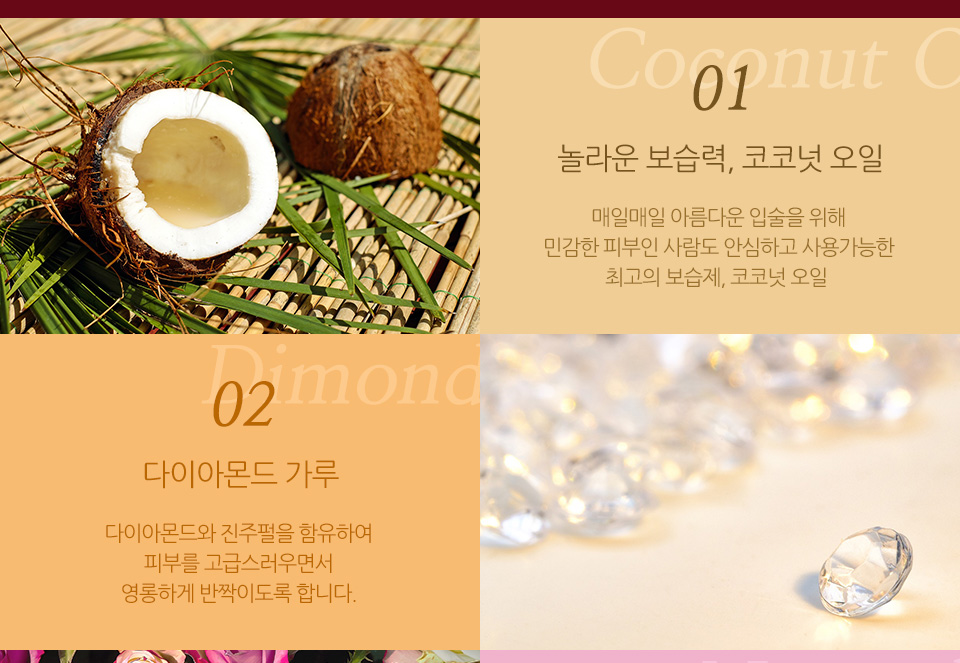 Coconut O
01
놀라운 보습력, 코코넛 오일
매일매일 아름다운 입술을 위해
민감한 피부인 사람도 안심하고 사용가능한
최고의 보습제, 코코넛 오일
Dimond
02
다이아몬드 가루
다이아몬드와 진주펄을 함유하여
피부를 고급스러우면서
영롱하게 반짝이도록 합니다.